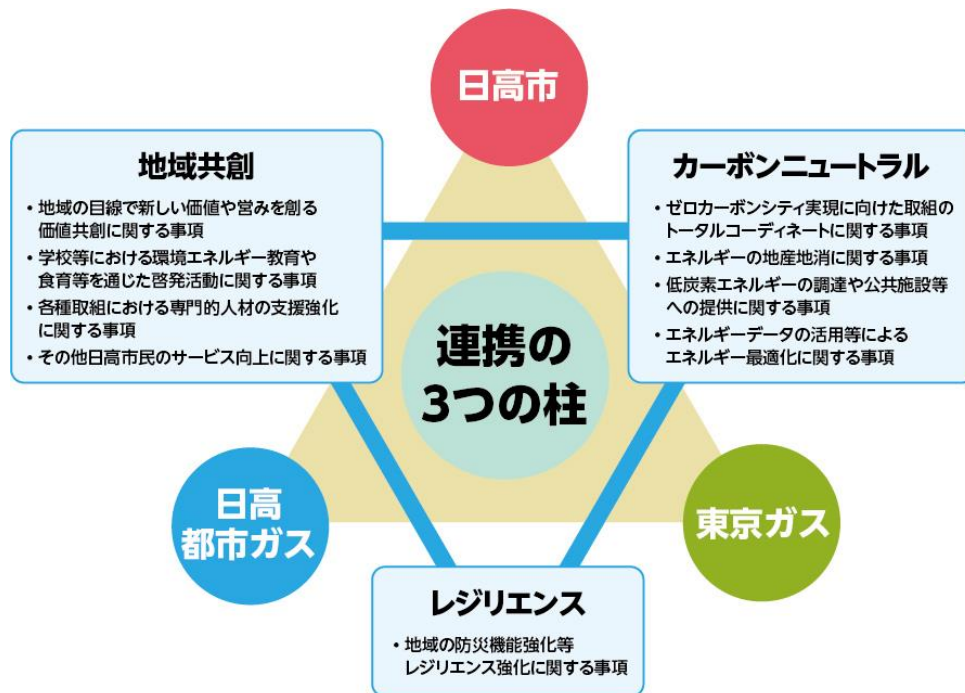 日高市
地域共創
・地域の目線で新しい価値や営みを創る
価値共創に関する事項
・学校等における環境エネルギー教育や
食育等を通じた啓発活動に関する事項
・各種取組における専門的人材の支援強化
に関する事項
・その他日高市民のサービス向上に関する事項
カーボンニュートラル
・ゼロカーボンシティ実現に向けた取組の
トータルコーディネートに関する事項
・エネルギーの地産地消に関する事項
・低炭素エネルギーの調達や公共施設等
への提供に関する事項
・エネルギーデータの活用等による
エネルギー最適化に関する事項
連携の
3つの柱
日高
都市ガス
東京ガス
レジリエンス
・地域の防災機能強化等
レジリエンス強化に関する事項